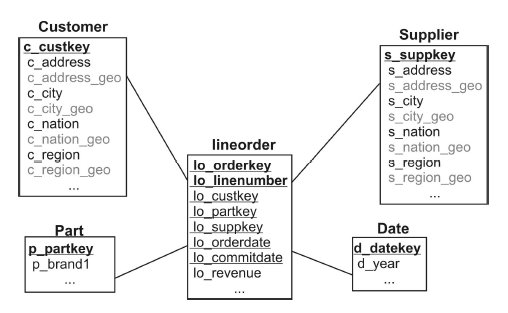 Customer
c_custkey
c_address
c_address_geo
c_city
c_city_geo
c_nation
c_nation_geo
c_region
c_region_geo
...
Supplier
s_suppkey
s_address
s_address_geo
s_city
s_city_geo
s_nation
s_nation_geo
s_region
s_region_geo
...
lineorder
lo_orderkey
lo_linenumber
lo_custkey
lo_partkey
lo_suppkey
lo_orderdate
lo_commitdate
lo_revenue
...
Part
p_partkey
p_brand1
...
Date
d_datekey
d_year
...